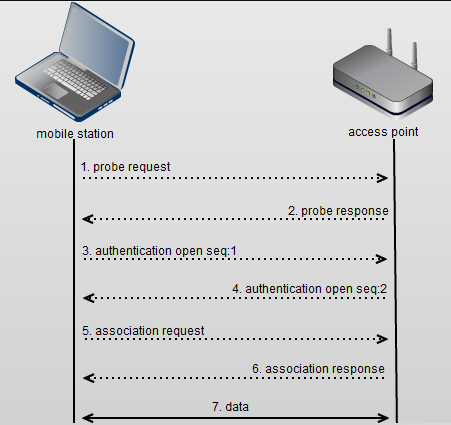 mobile station
access point
1. probe request
2. probe response
3. authentication open seq:1
4. authentication open seq:2
5. association request
6. association response
7. data